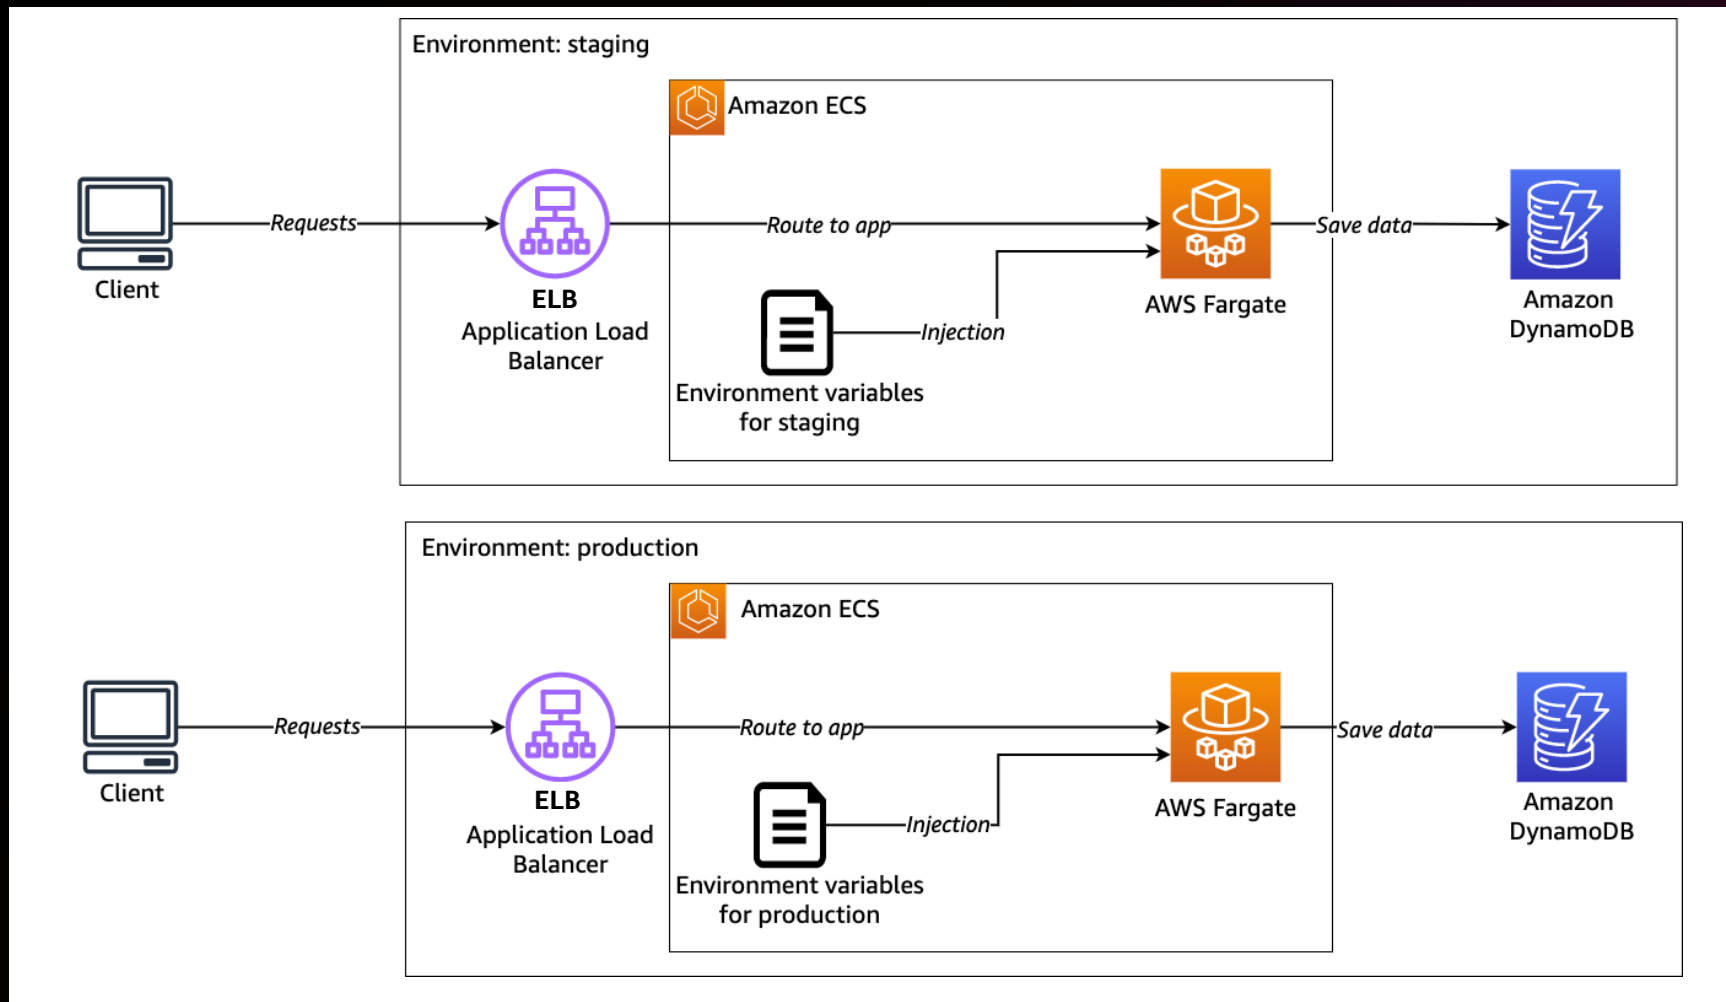 Environment: staging
Amazon ECS
Requests
Route to app
Save data
Client
ELB
Application Load
Balancer
Injection
AWS Fargate
Amazon
DynamoDB
Environment variables
for staging
Environment: production
Amazon ECS
Requests
Route to app
Save data
Client
ELB
Application Load
Balancer
Injection
AWS Fargate
Amazon
DynamoDB
Environment variables
for production